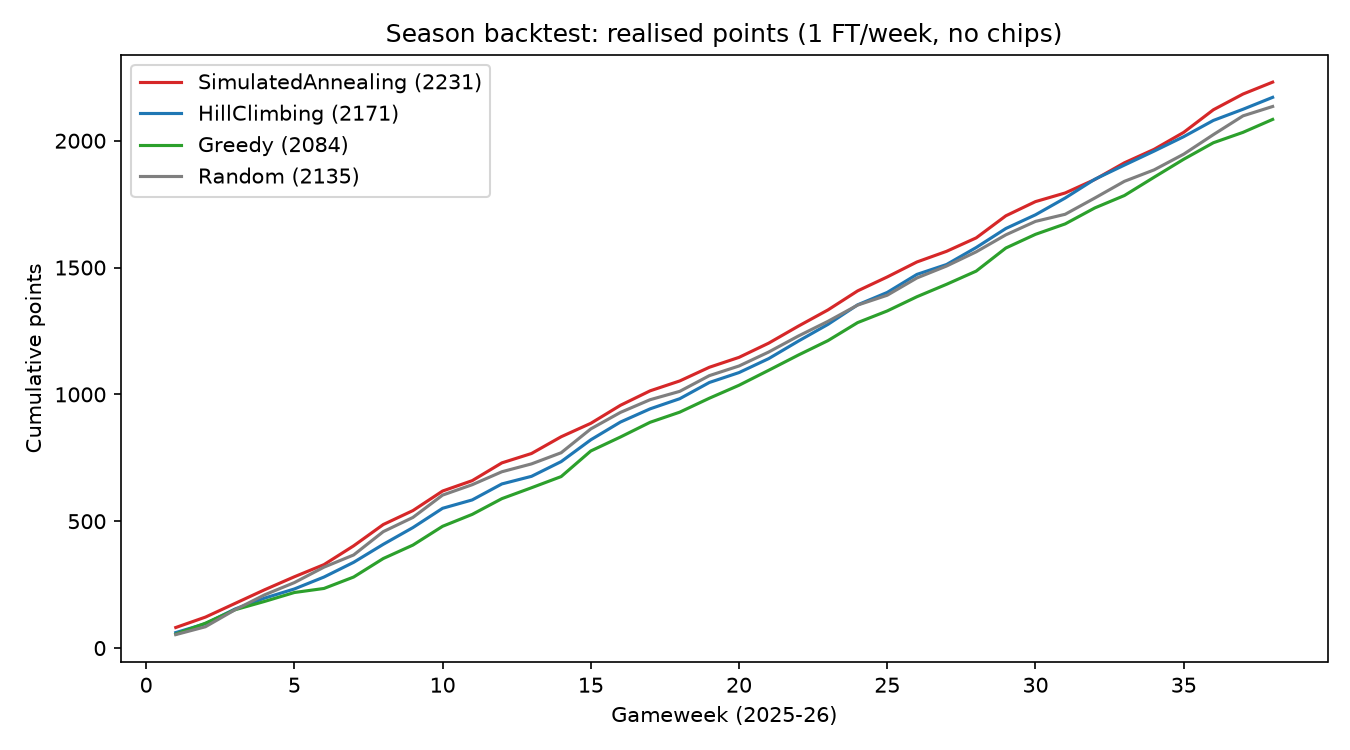 Season backtest: realised points (1 FT/week, no chips)
SimulatedAnnealing (2231)
HillClimbing (2171)
Greedy (2084)
Random (2135)
Cumulative points
2000
1500
1000
500
0
0 5 10 15 20 25 30 35
Gameweek (2025-26)